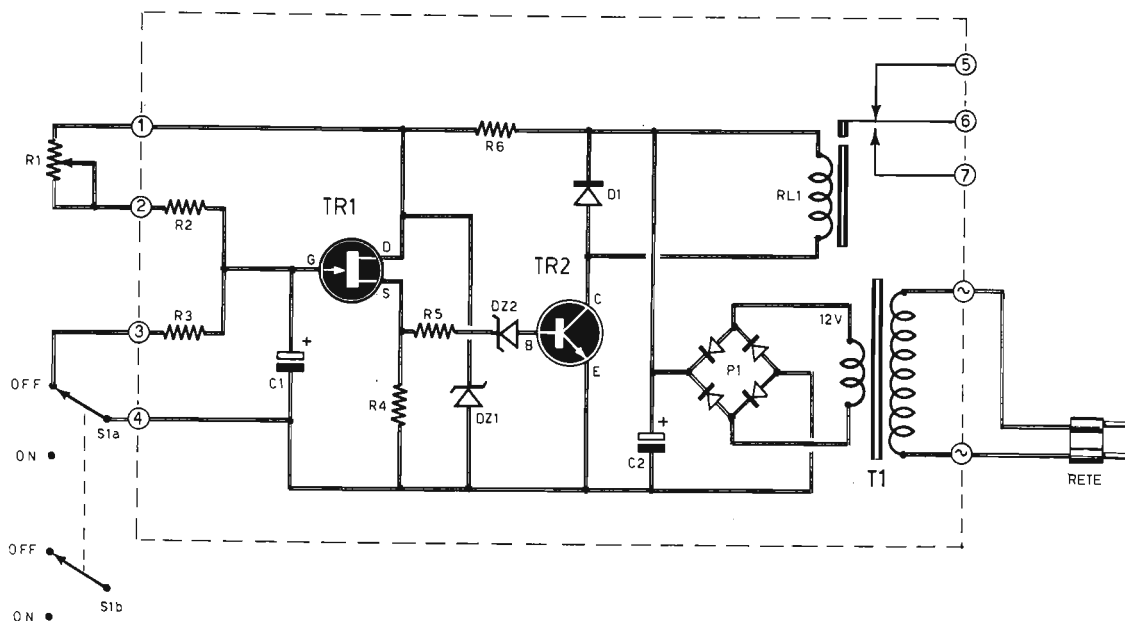 1
5
6
7
R1
R6
D1
RL1
2
R2
TR1
G
D
S
TR2
3
R3
R5
DZ2
B
C
E
12V
P1
OFF
+
C1
R4
DZ1
+
C2
T1
S1a
4
ON
~
~
RETE
OFF
S1b
ON